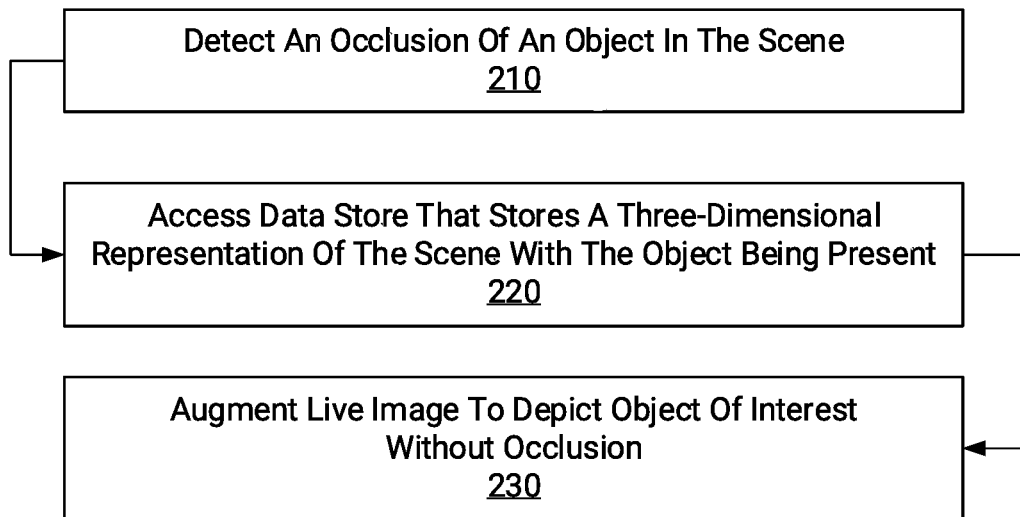 Detect An Occlusion Of An Object In The Scene
210
Access Data Store That Stores A Three-Dimensional
Representation Of The Scene With The Object Being Present
220
Augment Live Image To Depict Object Of Interest
Without Occlusion
230